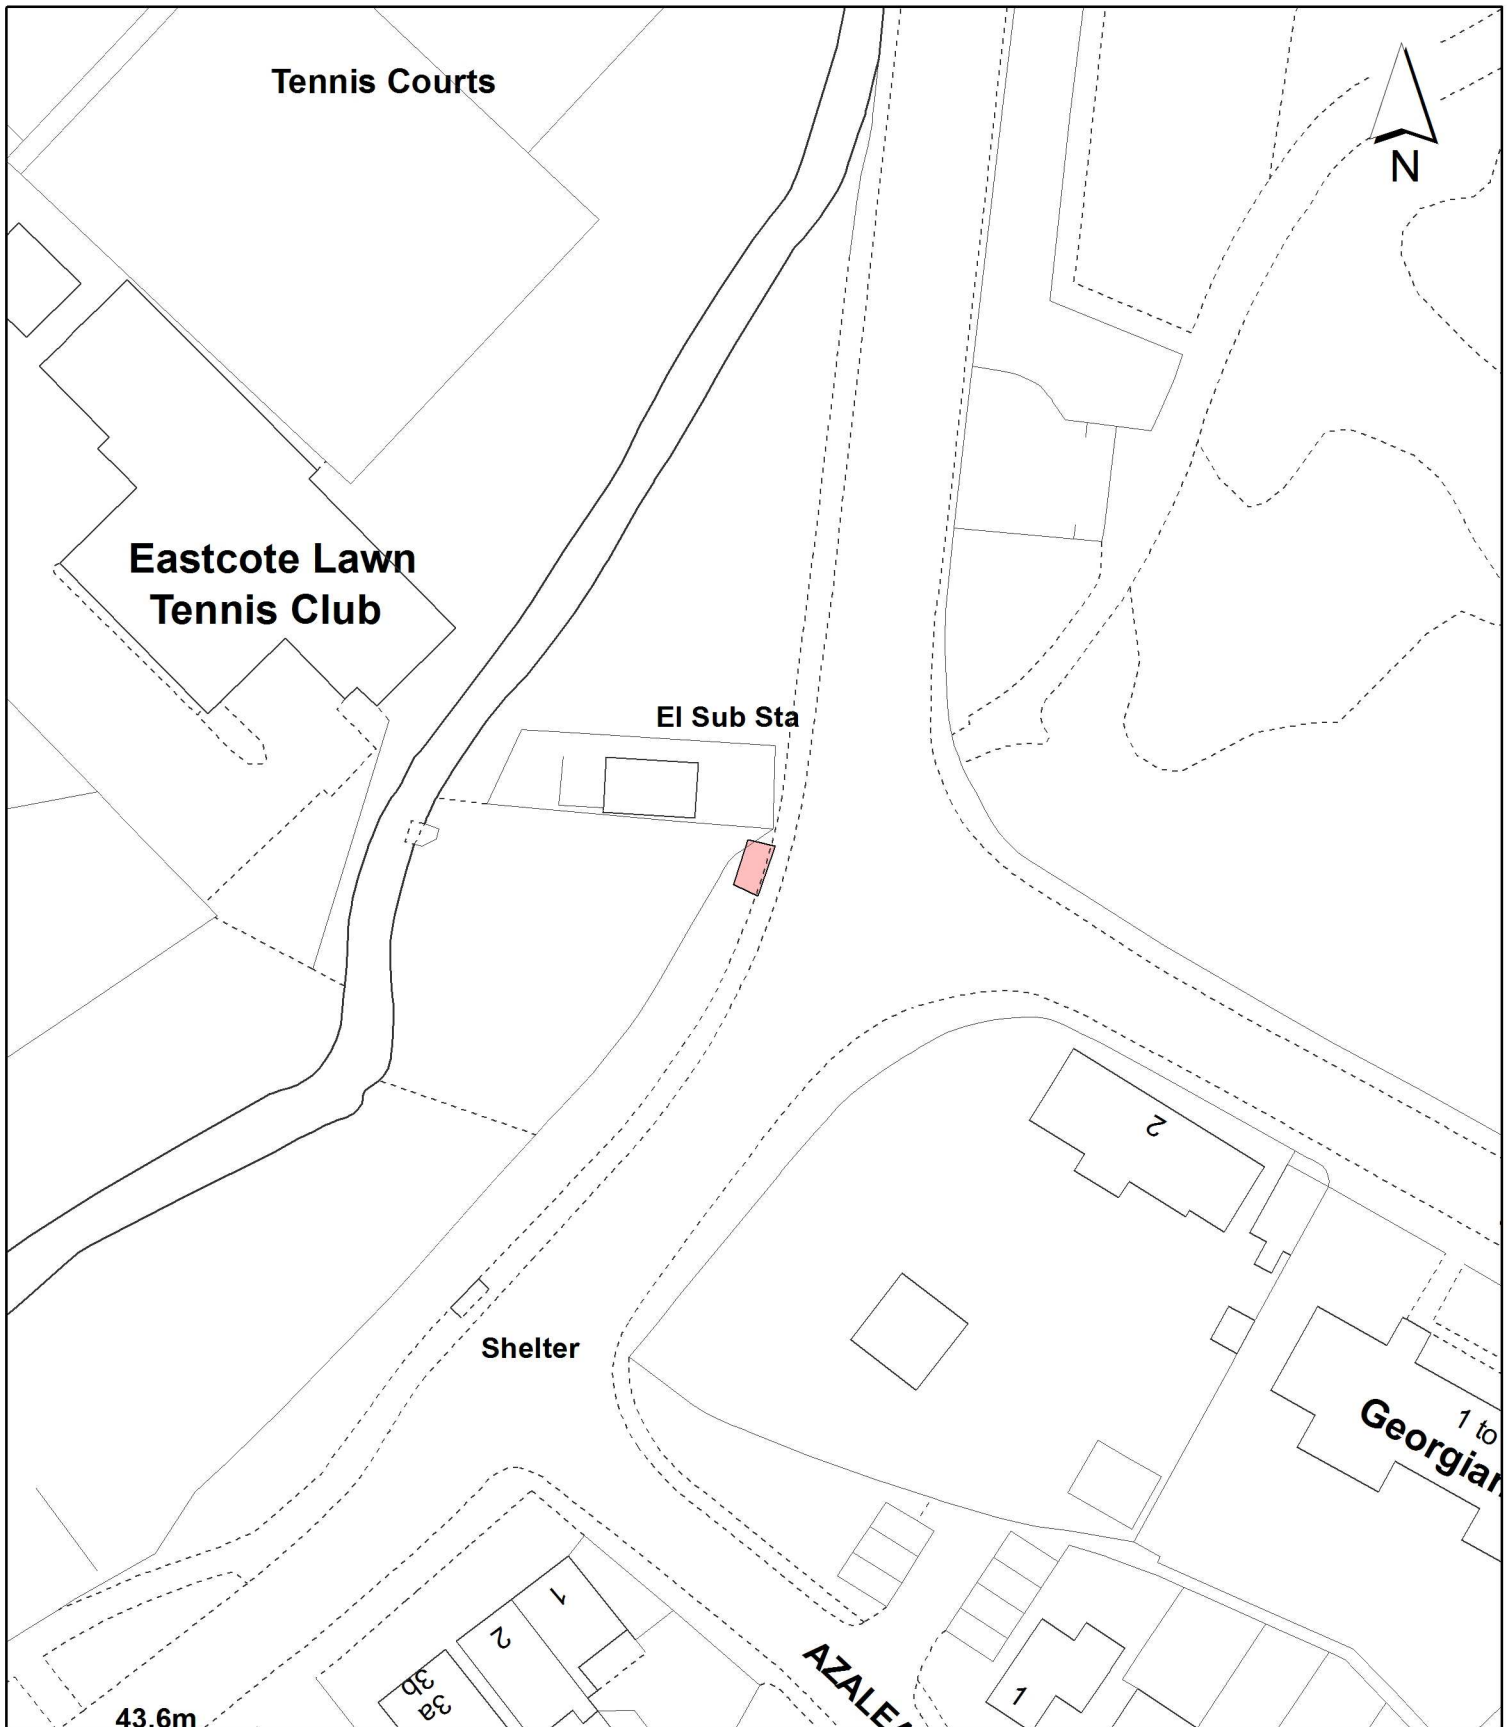 Tennis Courts
N
Eastcote Lawn
Tennis Club
El Sub Sta
2
Shelter
1 to
Georgian
1
2
3b
3a
AZALEA
1
43.6m